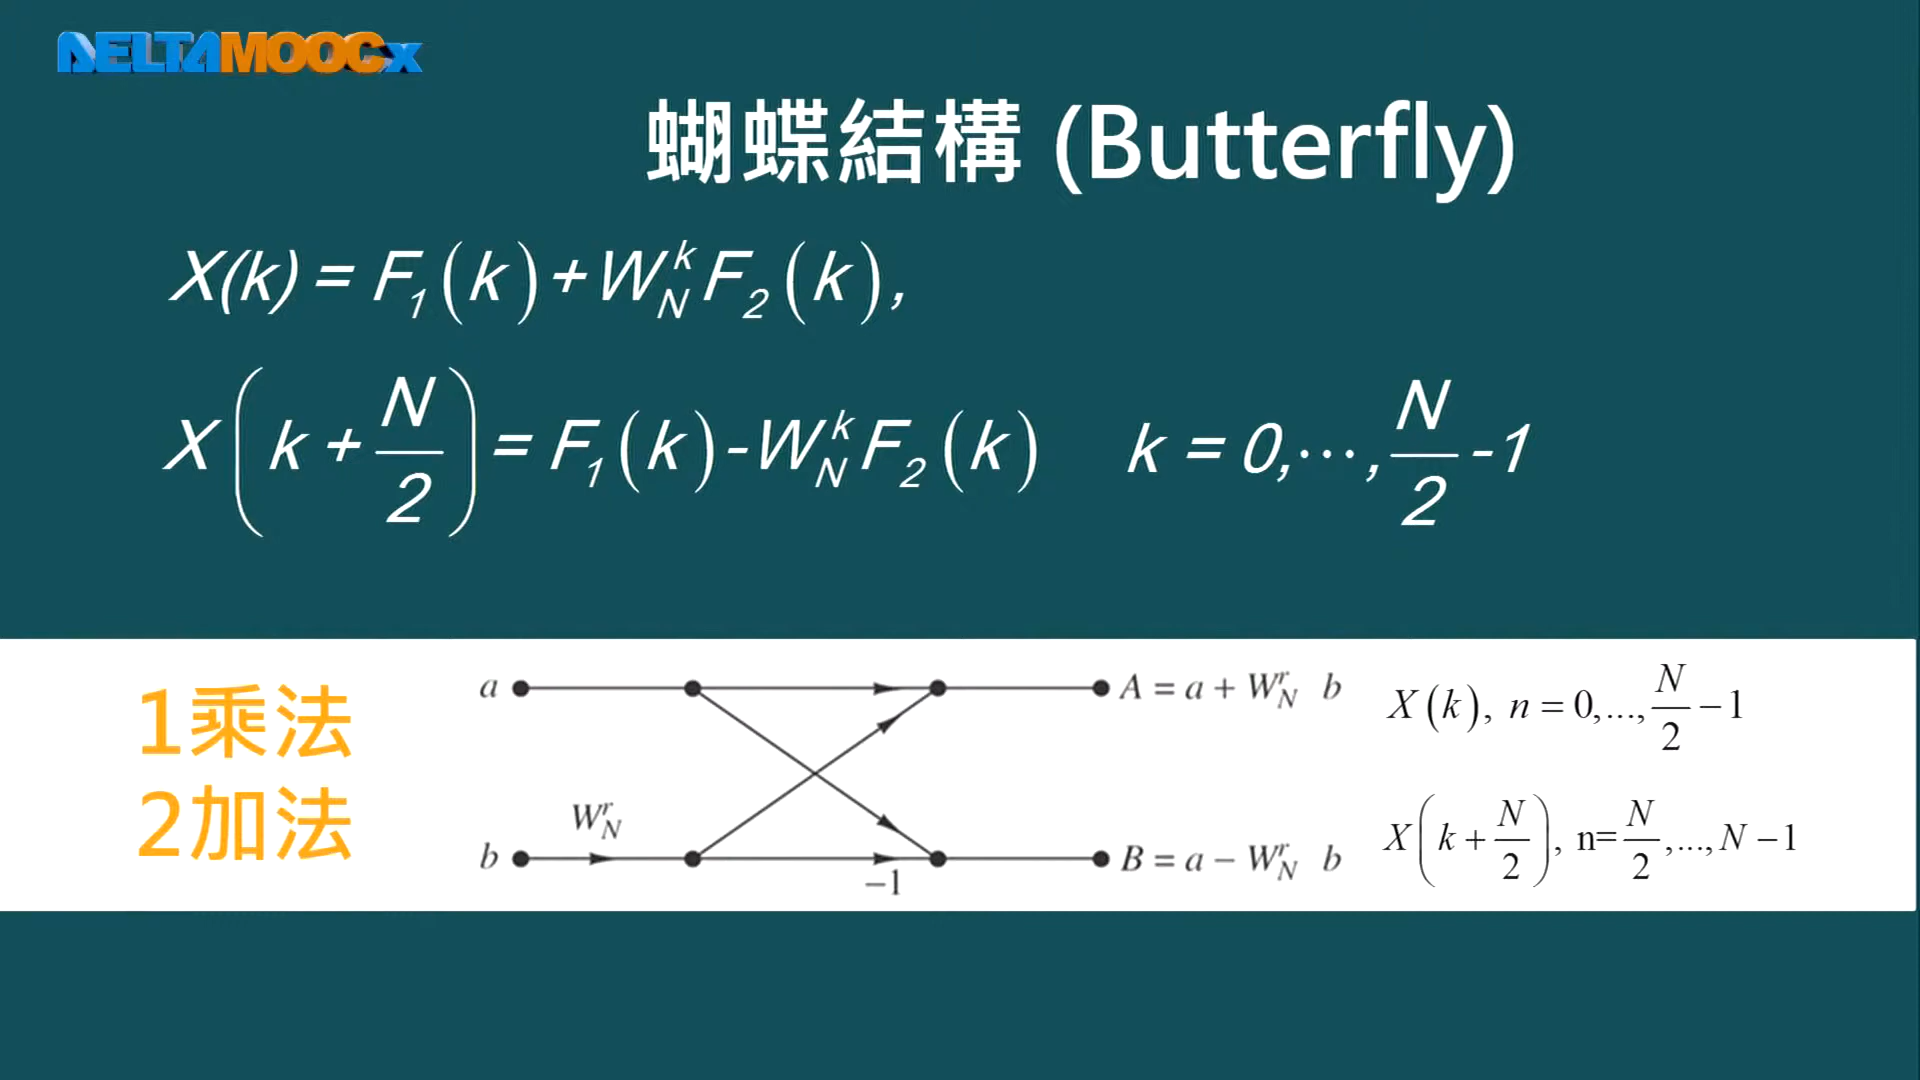 DELTAMOOCx
蝴蝶結構 (Butterfly)
X(k) = F₁(k) + W_N^k F₂(k),
X(k + N/2) = F₁(k) - W_N^k F₂(k) k = 0,⋯,N/2 -1
1乘法
2加法
a
A = a + W_N^r b
X(k), n = 0,...,N/2 − 1
W_N^r
b
−1
B = a − W_N^r b
X(k + N/2), n=N/2,...,N −1